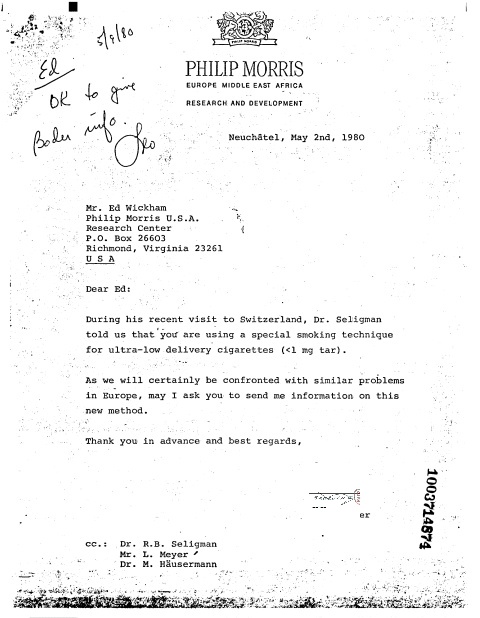 5/9/80
Ed
OK to give
Boder info.
Leo
PHILIP MORRIS
PHILIP MORRIS
EUROPE MIDDLE EAST AFRICA
RESEARCH AND DEVELOPMENT
Neuchâtel, May 2nd, 1980
Mr. Ed Wickham
Philip Morris U.S.A.
Research Center
P.O. Box 26603
Richmond, Virginia 23261
U S A
Dear Ed:
During his recent visit to Switzerland, Dr. Seligman
told us that you are using a special smoking technique
for ultra-low delivery cigarettes (<1 mg tar).
As we will certainly be confronted with similar problems
in Europe, may I ask you to send me information on this
new method.
Thank you in advance and best regards,
er
cc.: Dr. R.B. Seligman
Mr. L. Meyer
Dr. M. Häusermann
1003714874